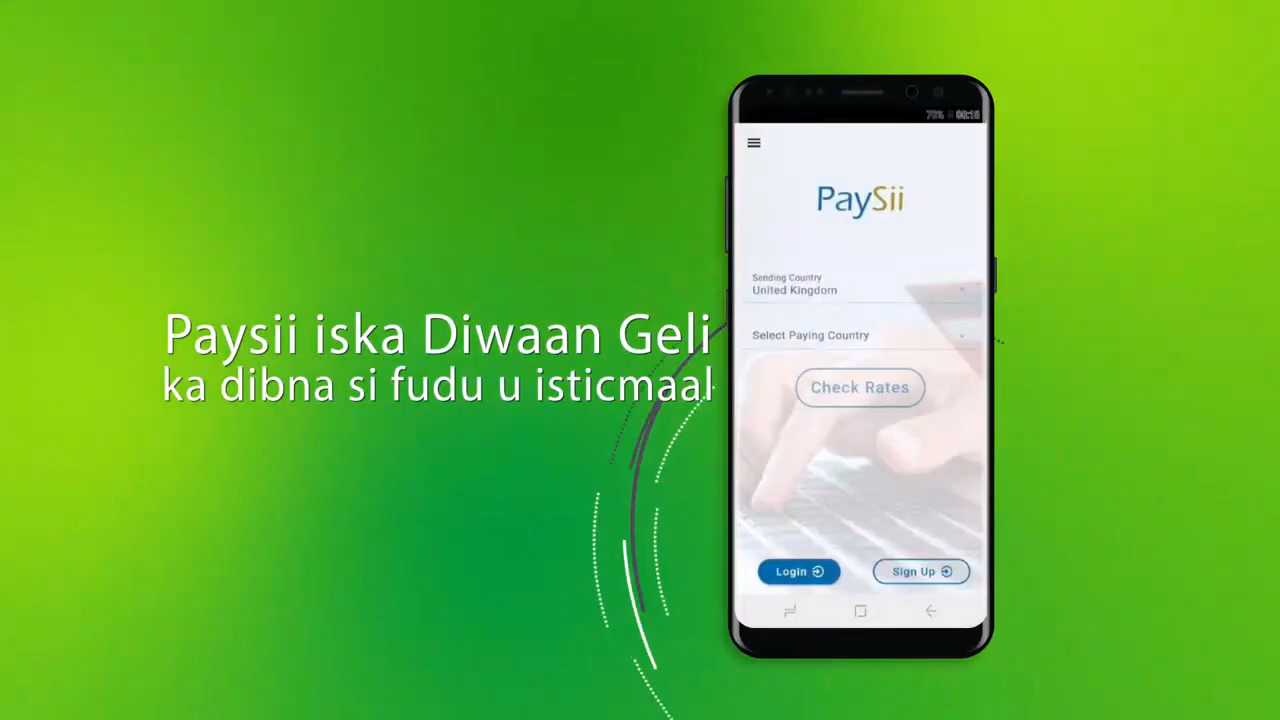 Paysii iska Diwaan Geli
ka dibna si fudu u isticmaal
PaySii
Sending Country
United Kingdom
Select Paying Country
Check Rates
Login
Sign Up